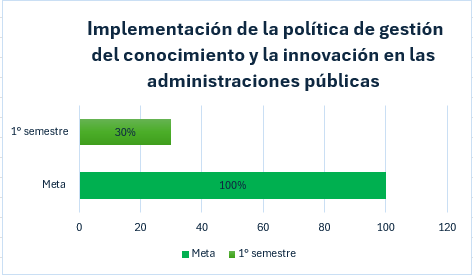 Implementación de la política de gestión
del conocimiento y la innovación en las
administraciones públicas
1° semestre
30%
Meta
100%
0 20 40 60 80 100 120
Meta 1° semestre